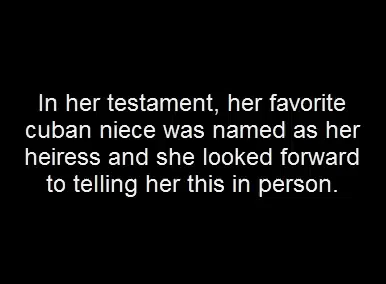 In her testament, her favorite
cuban niece was named as her
heiress and she looked forward
to telling her this in person.